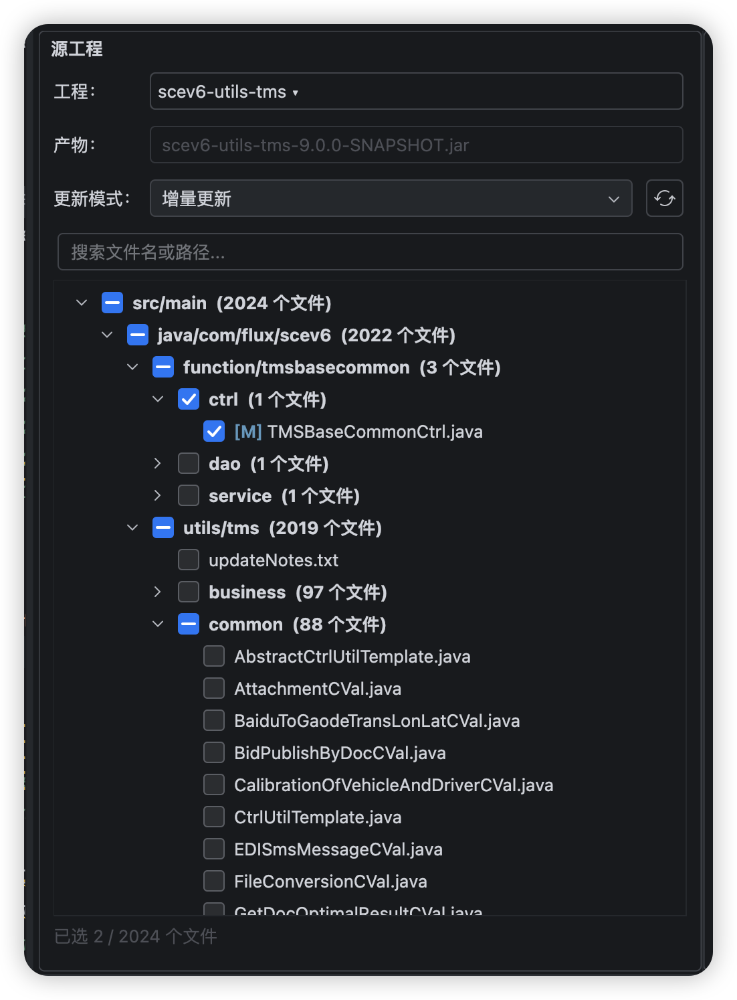 源工程
工程：
scev6-utils-tms
产物：
scev6-utils-tms-9.0.0-SNAPSHOT.jar
更新模式：
增量更新
搜索文件名或路径...
src/main (2024 个文件)
java/com/flux/scev6 (2022 个文件)
function/tmsbasecommon (3 个文件)
ctrl (1 个文件)
[M] TMSBaseCommonCtrl.java
dao (1 个文件)
service (1 个文件)
utils/tms (2019 个文件)
updateNotes.txt
business (97 个文件)
common (88 个文件)
AbstractCtrlUtilTemplate.java
AttachmentCVal.java
BaiduToGaodeTransLonLatCVal.java
BidPublishByDocCVal.java
CalibrationOfVehicleAndDriverCVal.java
CtrlUtilTemplate.java
EDISmsMessageCVal.java
FileConversionCVal.java
GetDocOptimalResultCVal.java
已选 2 / 2024 个文件